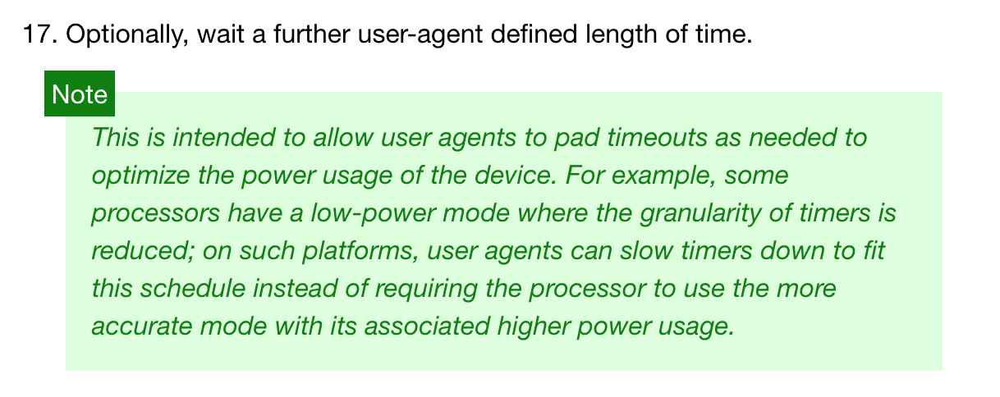 17. Optionally, wait a further user-agent defined length of time.
Note
This is intended to allow user agents to pad timeouts as needed to
optimize the power usage of the device. For example, some
processors have a low-power mode where the granularity of timers is
reduced; on such platforms, user agents can slow timers down to fit
this schedule instead of requiring the processor to use the more
accurate mode with its associated higher power usage.